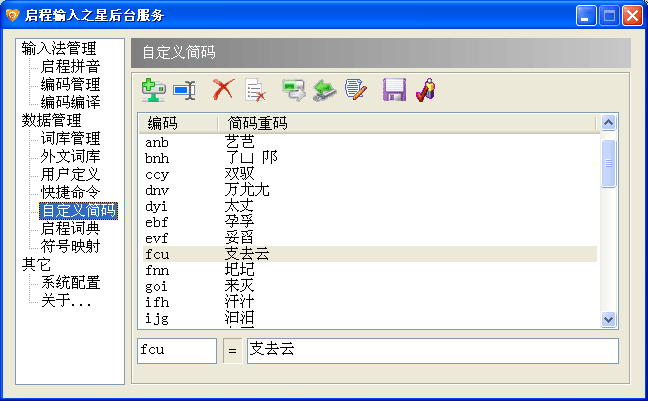 启程输入之星后台服务
输入法管理
启程拼音
编码管理
编码编译
数据管理
词库管理
外文词库
用户定义
快捷命令
自定义简码
启程词典
符号映射
其它
系统配置
关于...
自定义简码
编码 简码重码
anb 艺芑
bnh 了凵 阝
ccy 双驭
dnv 万尤尢
dyi 太丈
ebf 孕孚
evf 妥舀
fcu 支去云
fnn 圯圮
goi 来灭
ifh 汗汁
ijg 汩汨
fcu = 支去云